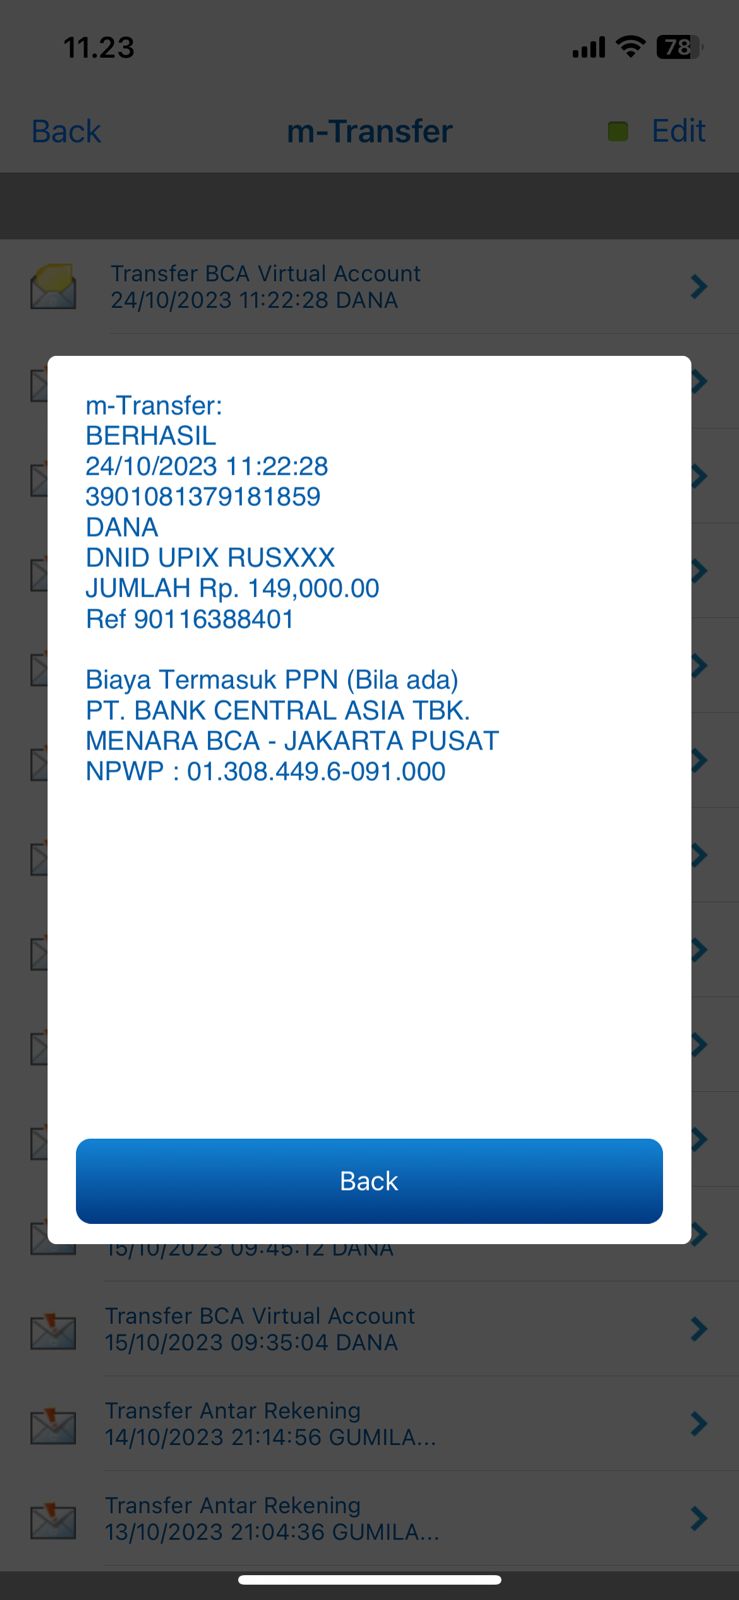 11.23
78
Back
m-Transfer
Edit
Transfer BCA Virtual Account
24/10/2023 11:22:28 DANA
m-Transfer:
BERHASIL
24/10/2023 11:22:28
3901081379181859
DANA
DNID UPIX RUSXXX
JUMLAH Rp. 149,000.00
Ref 90116388401
Biaya Termasuk PPN (Bila ada)
PT. BANK CENTRAL ASIA TBK.
MENARA BCA - JAKARTA PUSAT
NPWP : 01.308.449.6-091.000
Back
15/10/2023 09:45:12 DANA
Transfer BCA Virtual Account
15/10/2023 09:35:04 DANA
Transfer Antar Rekening
14/10/2023 21:14:56 GUMILA...
Transfer Antar Rekening
13/10/2023 21:04:36 GUMILA...